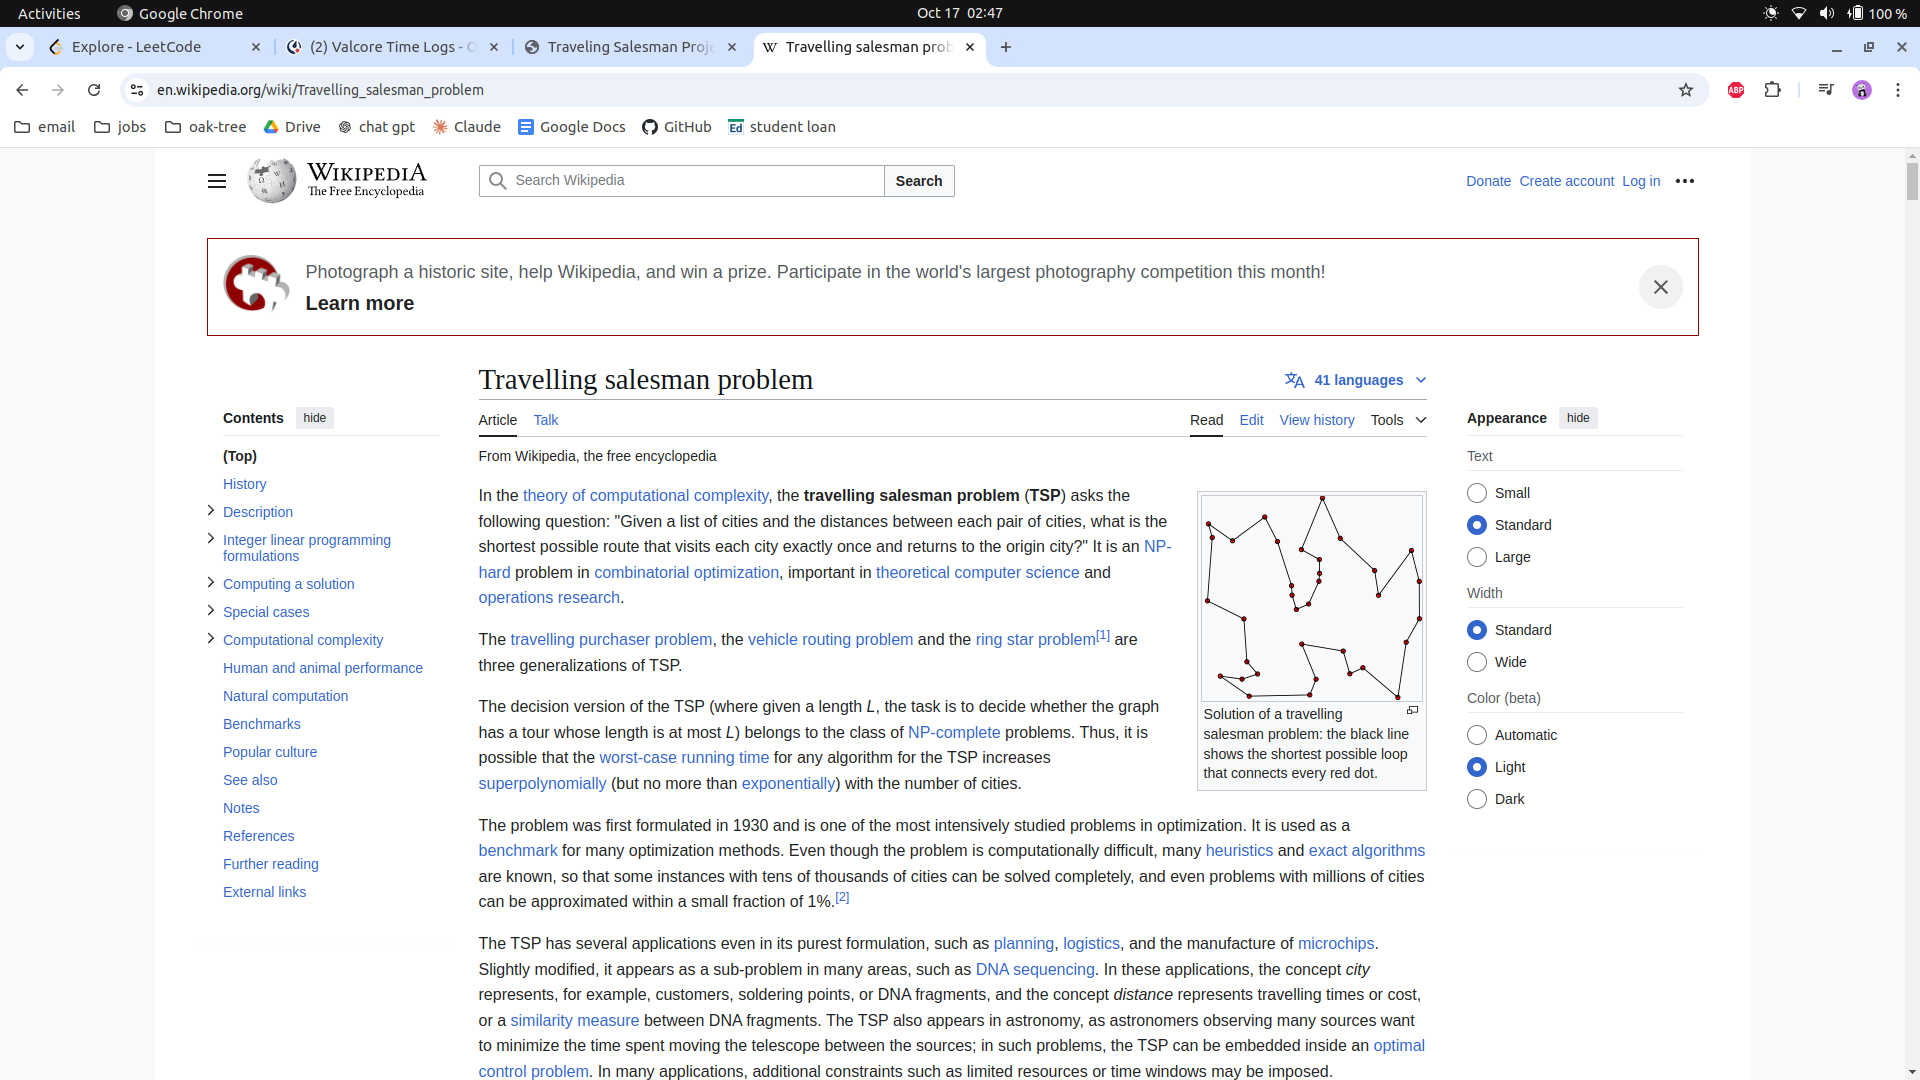 Activities
Google Chrome
Oct 17 02:47
100 %
Explore - LeetCode
(2) Valcore Time Logs -
Traveling Salesman Proje
Travelling salesman prob
en.wikipedia.org/wiki/Travelling_salesman_problem
ABP
email
jobs
oak-tree
Drive
chat gpt
Claude
Google Docs
GitHub
Ed student loan
WIKIPEDIA
The Free Encyclopedia
Search Wikipedia
Search
Donate
Create account
Log in
Photograph a historic site, help Wikipedia, and win a prize. Participate in the world's largest photography competition this month!
Learn more
Travelling salesman problem
41 languages
Contents
hide
(Top)
History
Description
Integer linear programming
formulations
Computing a solution
Special cases
Computational complexity
Human and animal performance
Natural computation
Benchmarks
Popular culture
See also
Notes
References
Further reading
External links
Article
Talk
Read
Edit
View history
Tools
From Wikipedia, the free encyclopedia
In the theory of computational complexity, the travelling salesman problem (TSP) asks the
following question: "Given a list of cities and the distances between each pair of cities, what is the
shortest possible route that visits each city exactly once and returns to the origin city?" It is an NP-
hard problem in combinatorial optimization, important in theoretical computer science and
operations research.
The travelling purchaser problem, the vehicle routing problem and the ring star problem[1] are
three generalizations of TSP.
The decision version of the TSP (where given a length L, the task is to decide whether the graph
has a tour whose length is at most L) belongs to the class of NP-complete problems. Thus, it is
possible that the worst-case running time for any algorithm for the TSP increases
superpolynomially (but no more than exponentially) with the number of cities.
Solution of a travelling
salesman problem: the black line
shows the shortest possible loop
that connects every red dot.
The problem was first formulated in 1930 and is one of the most intensively studied problems in optimization. It is used as a
benchmark for many optimization methods. Even though the problem is computationally difficult, many heuristics and exact algorithms
are known, so that some instances with tens of thousands of cities can be solved completely, and even problems with millions of cities
can be approximated within a small fraction of 1%.[2]
The TSP has several applications even in its purest formulation, such as planning, logistics, and the manufacture of microchips.
Slightly modified, it appears as a sub-problem in many areas, such as DNA sequencing. In these applications, the concept city
represents, for example, customers, soldering points, or DNA fragments, and the concept distance represents travelling times or cost,
or a similarity measure between DNA fragments. The TSP also appears in astronomy, as astronomers observing many sources want
to minimize the time spent moving the telescope between the sources; in such problems, the TSP can be embedded inside an optimal
control problem. In many applications, additional constraints such as limited resources or time windows may be imposed.
Appearance
hide
Text
Small
Standard
Large
Width
Standard
Wide
Color (beta)
Automatic
Light
Dark